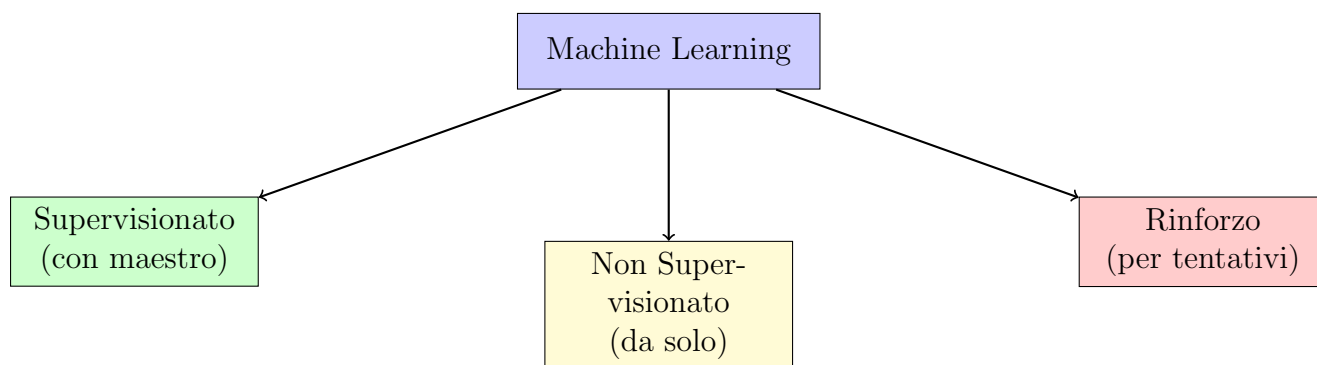 Machine Learning
Supervisionato
(con maestro)
Non Super-
visionato
(da solo)
Rinforzo
(per tentativi)